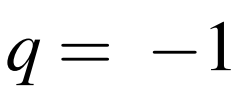 q = −1